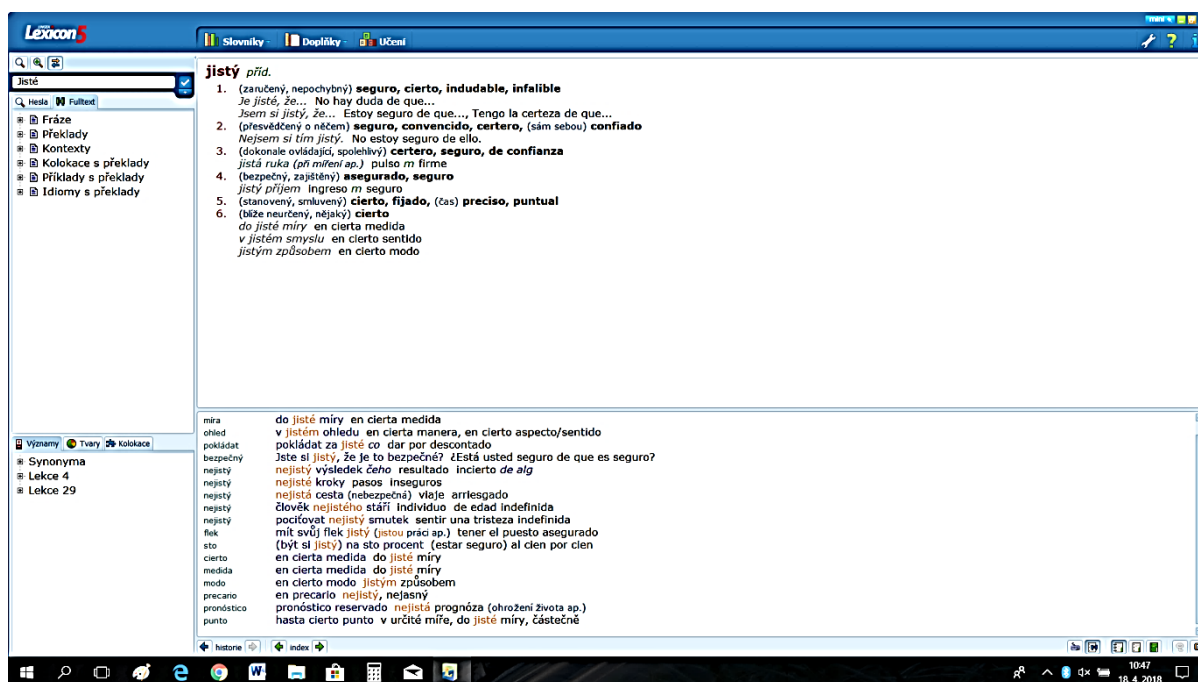 Lexicon5
mini
Slovníky Doplňky Učení
Jisté
Hesla Fulltext
Fráze
Překlady
Kontexty
Kolokace s překlady
Příklady s překlady
Idiomy s překlady
Významy Tvary Kolokace
Synonyma
Lekce 4
Lekce 29
jistý příd.
1. (zaručený, nepochybný) seguro, cierto, indudable, infalible
Je jisté, že... No hay duda de que...
Jsem si jistý, že... Estoy seguro de que..., Tengo la certeza de que...
2. (přesvědčený o něčem) seguro, convencido, certero, (sám sebou) confiado
Nejsem si tím jistý. No estoy seguro de ello.
3. (dokonale ovládající, spolehlivý) certero, seguro, de confianza
jistá ruka (při míření ap.) pulso m firme
4. (bezpečný, zajištěný) asegurado, seguro
jistý příjem ingreso m seguro
5. (stanovený, smluvený) cierto, fijado, (čas) preciso, puntual
6. (blíže neurčený, nějaký) cierto
do jisté míry en cierta medida
v jistém smyslu en cierto sentido
jistým způsobem en cierto modo
míra do jisté míry en cierta medida
ohled v jistém ohledu en cierta manera, en cierto aspecto/sentido
pokládat pokládat za jisté co dar por descontado
bezpečný Jste si jistý, že je to bezpečné? ¿Está usted seguro de que es seguro?
nejistý nejistý výsledek čeho resultado incierto de alg
nejistý nejisté kroky pasos inseguros
nejistý nejistá cesta (nebezpečná) viaje arriesgado
nejistý člověk nejistého stáří individuo de edad indefinida
nejistý pociťovat nejistý smutek sentir una tristeza indefinida
flek mít svůj flek jistý (jistou práci ap.) tener el puesto asegurado
sto (být si jistý) na sto procent (estar seguro) al cien por cien
cierto en cierta medida do jisté míry
medida en cierta medida do jisté míry
modo en cierto modo jistým způsobem
precario en precario nejistý, nejasný
pronóstico pronóstico reservado nejistá prognóza (ohrožení života ap.)
punto hasta cierto punto v určité míře, do jisté míry, částečně
historie index
10:47
18. 4. 2018